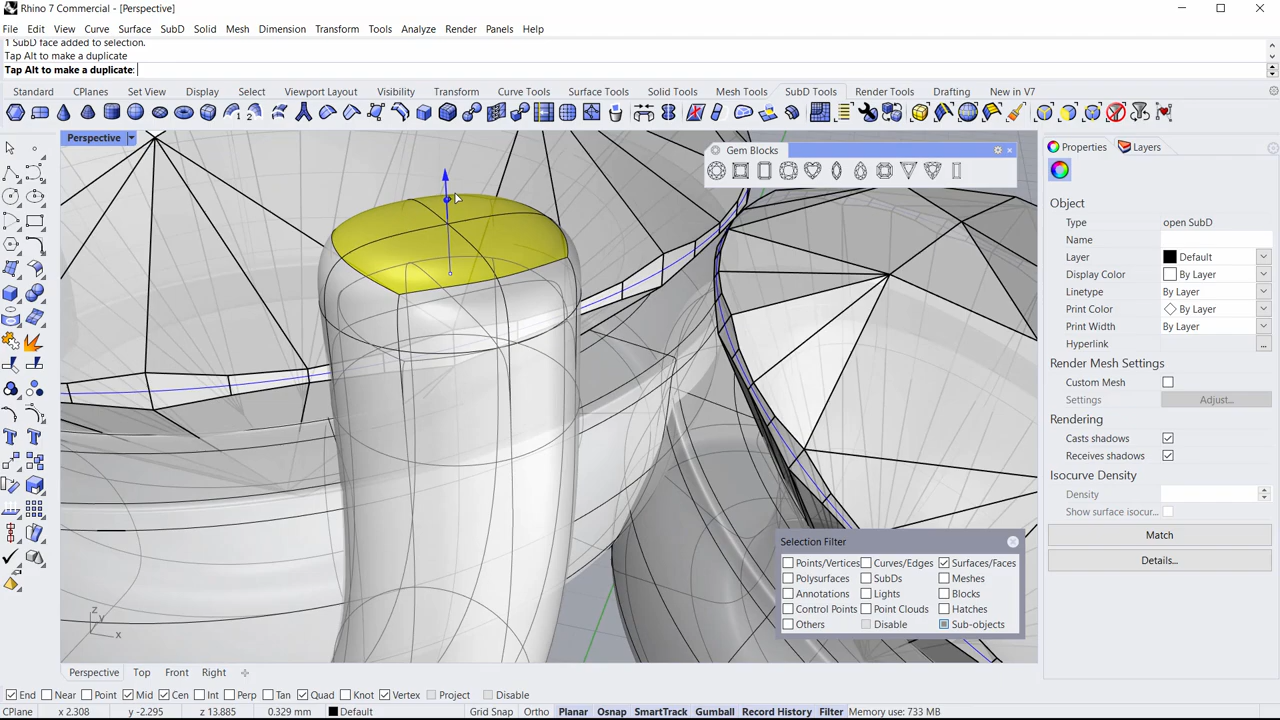 Rhino 7 Commercial - [Perspective]
File Edit View Curve Surface SubD Solid Mesh Dimension Transform Tools Analyze Render Panels Help
1 SubD face added to selection.
Tap Alt to make a duplicate
Tap Alt to make a duplicate:
Standard CPlanes Set View Display Select Viewport Layout Visibility Transform Curve Tools Surface Tools Solid Tools Mesh Tools SubD Tools Render Tools Drafting New in V7
1 2
Perspective
Gem Blocks
Properties Layers
Object
Type open SubD
Name
Layer Default
Display Color By Layer
Linetype By Layer
Print Color By Layer
Print Width By Layer
Hyperlink ...
Render Mesh Settings
Custom Mesh
Settings Adjust...
Rendering
Casts shadows
Receives shadows
Isocurve Density
Density
Show surface isocur...
Match
Details...
Selection Filter
Points/Vertices Curves/Edges Surfaces/Faces
Polysurfaces SubDs Meshes
Annotations Lights Blocks
Control Points Point Clouds Hatches
Others Disable Sub-objects
z y x
Perspective Top Front Right
End Near Point Mid Cen Int Perp Tan Quad Knot Vertex Project Disable
CPlane x 2.308 y -2.295 z 13.885 0.329 mm Default Grid Snap Ortho Planar Osnap SmartTrack Gumball Record History Filter Memory use: 733 MB